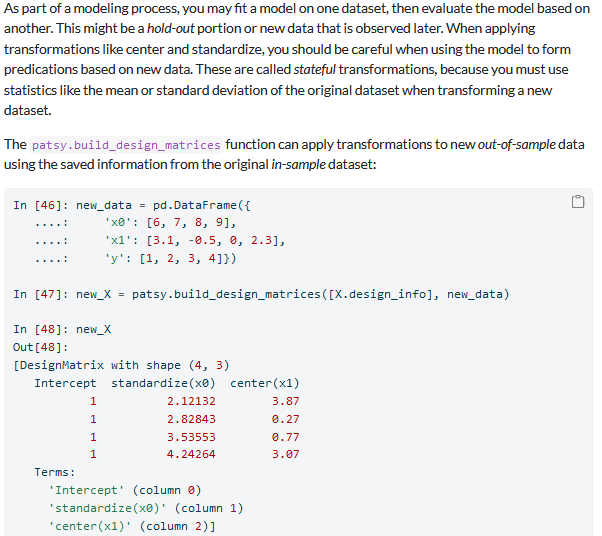 As part of a modeling process, you may fit a model on one dataset, then evaluate the model based on
another. This might be a hold-out portion or new data that is observed later. When applying
transformations like center and standardize, you should be careful when using the model to form
predications based on new data. These are called stateful transformations, because you must use
statistics like the mean or standard deviation of the original dataset when transforming a new
dataset.
The patsy.build_design_matrices function can apply transformations to new out-of-sample data
using the saved information from the original in-sample dataset:
In [46]: new_data = pd.DataFrame({
....: 'x0': [6, 7, 8, 9],
....: 'x1': [3.1, -0.5, 0, 2.3],
....: 'y': [1, 2, 3, 4]})
In [47]: new_X = patsy.build_design_matrices([X.design_info], new_data)
In [48]: new_X
Out[48]:
[DesignMatrix with shape (4, 3)
Intercept standardize(x0) center(x1)
1 2.12132 3.87
1 2.82843 0.27
1 3.53553 0.77
1 4.24264 3.07
Terms:
'Intercept' (column 0)
'standardize(x0)' (column 1)
'center(x1)' (column 2)]